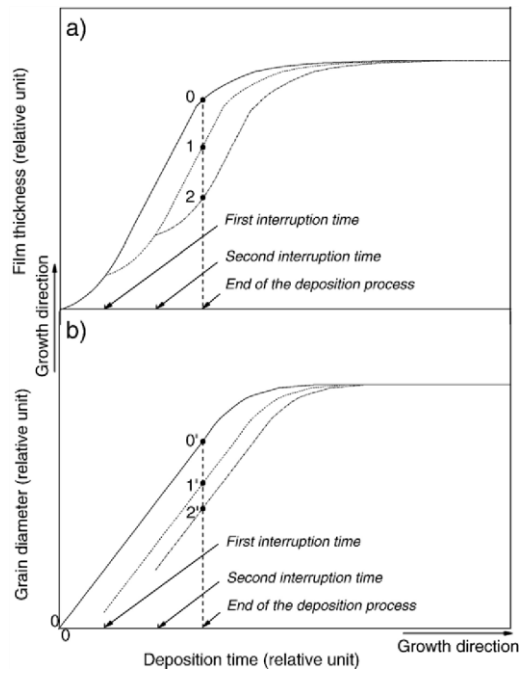 a)
Film thickness (relative unit)
Growth direction
0
1
2
First interruption time
Second interruption time
End of the deposition process
b)
Grain diameter (relative unit)
0'
1'
2'
First interruption time
Second interruption time
End of the deposition process
0
0
Deposition time (relative unit)
Growth direction